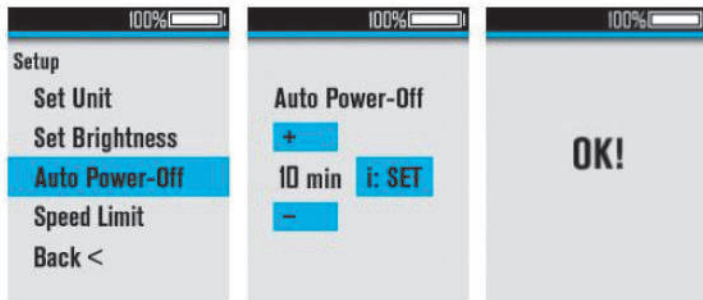 100%
Setup
Set Unit
Set Brightness
Auto Power-Off
Speed Limit
Back <
100%
Auto Power-Off
+
10 min i: SET
−
100%
OK!